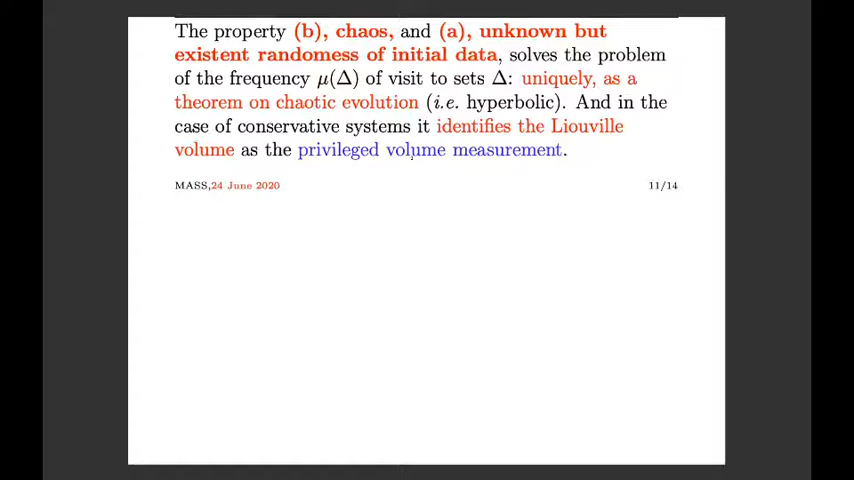 The property (b), chaos, and (a), unknown but
existent randomess of initial data, solves the problem
of the frequency μ(Δ) of visit to sets Δ: uniquely, as a
theorem on chaotic evolution (i.e. hyperbolic). And in the
case of conservative systems it identifies the Liouville
volume as the privileged volume measurement.
MASS,24 June 2020 11/14